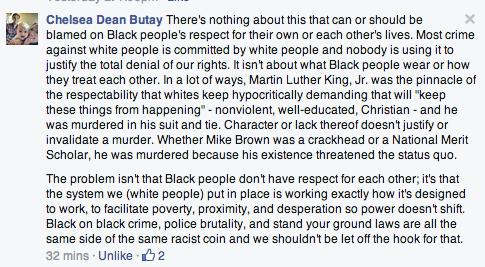 Chelsea Dean Butay There's nothing about this that can or should be
blamed on Black people's respect for their own or each other's lives. Most crime
against white people is committed by white people and nobody is using it to
justify the total denial of our rights. It isn't about what Black people wear or how
they treat each other. In a lot of ways, Martin Luther King, Jr. was the pinnacle of
the respectability that whites keep hypocritically demanding that will "keep
these things from happening" - nonviolent, well-educated, Christian - and he
was murdered in his suit and tie. Character or lack thereof doesn't justify or
invalidate a murder. Whether Mike Brown was a crackhead or a National Merit
Scholar, he was murdered because his existence threatened the status quo.
The problem isn't that Black people don't have respect for each other; it's that
the system we (white people) put in place is working exactly how it's designed
to work, to facilitate poverty, proximity, and desperation so power doesn't shift.
Black on black crime, police brutality, and stand your ground laws are all the
same side of the same racist coin and we shouldn't be let off the hook for that.
32 mins · Unlike · 2